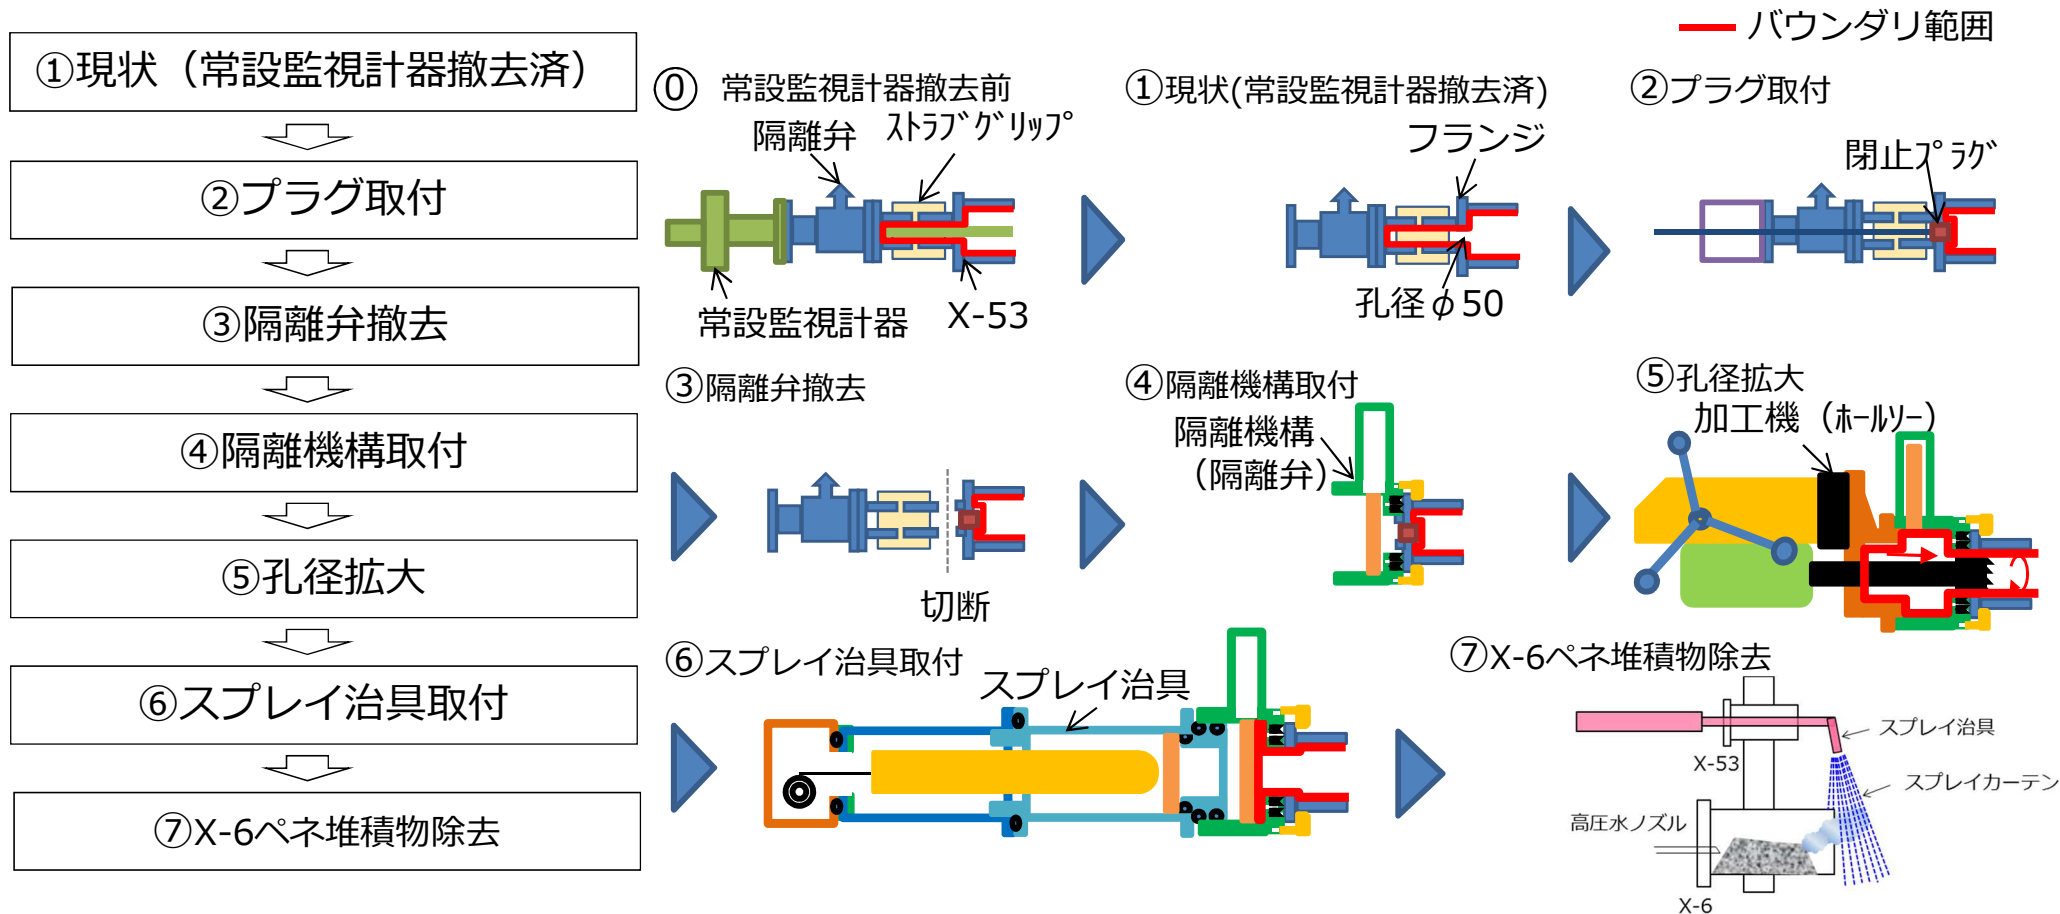 バウンダリ範囲
①現状（常設監視計器撤去済）
②プラグ取付
③隔離弁撤去
④隔離機構取付
⑤孔径拡大
⑥スプレイ治具取付
⑦X-6ペネ堆積物除去
⓪ 常設監視計器撤去前
隔離弁
ｽﾄﾗﾌﾞｸﾞﾘｯﾌﾟ
常設監視計器
X-53
①現状(常設監視計器撤去済)
フランジ
孔径φ50
②プラグ取付
閉止ﾌﾟﾗｸﾞ
③隔離弁撤去
切断
④隔離機構取付
隔離機構
（隔離弁）
⑤孔径拡大
加工機（ﾎｰﾙｿｰ）
⑥スプレイ治具取付
スプレイ治具
⑦X-6ペネ堆積物除去
スプレイ治具
X-53
スプレイカーテン
高圧水ノズル
X-6